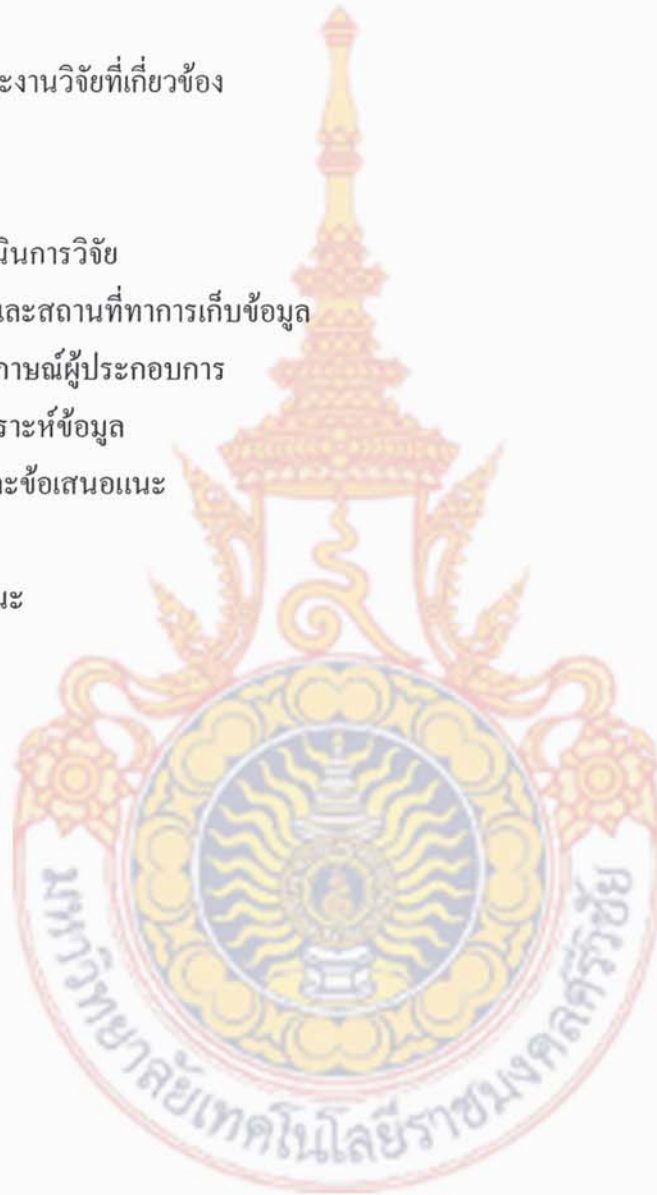 ะงานวิจัยที่เกี่ยวข้อง
นินการวิจัย
และสถานที่ทาการเก็บข้อมูล
ภาษณ์ผู้ประกอบการ
ราะห์ข้อมูล
ละข้อเสนอแนะ
นะ
มหาวิทยาลัยเทคโนโลยีราชมงคลศรีวิชัย